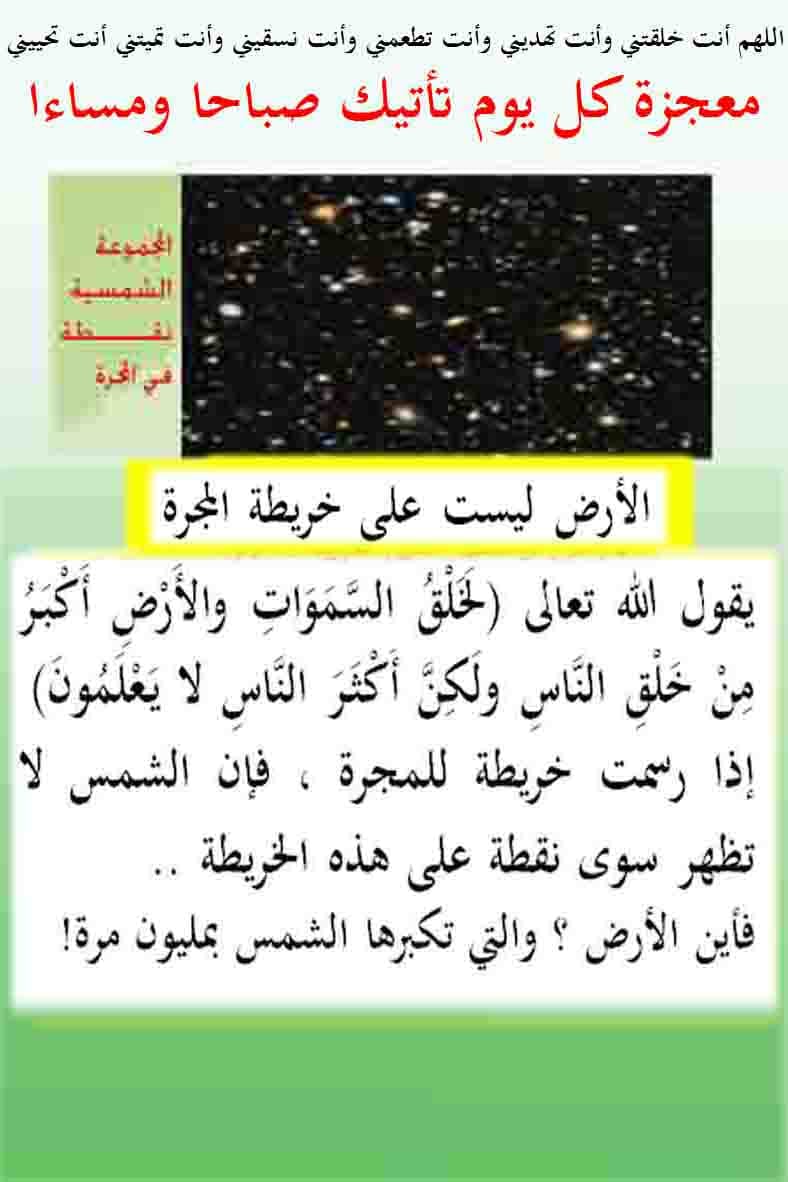 اللهم أنت خلقتني وأنت تهديني وأنت تطعمني وأنت نسقيني وأنت تميتني أنت تحييني
معجزة كل يوم تأتيك صباحا ومساءا
المجموعة
الشمسية
نقـــــطة
في المجرة
الأرض ليست على خريطة المجرة
يقول الله تعالى (لَخَلْقُ السَّمَوَاتِ والأَرْضِ أَكْبَرُ
مِنْ خَلْقِ النَّاسِ ولَكِنَّ أَكْثَرَ النَّاسِ لا يَعْلَمُونَ)
إذا رسمت خريطة للمجرة ، فإن الشمس لا
تظهر سوى نقطة على هذه الخريطة ..
فأين الأرض ؟ والتي تكبرها الشمس بمليون مرة!